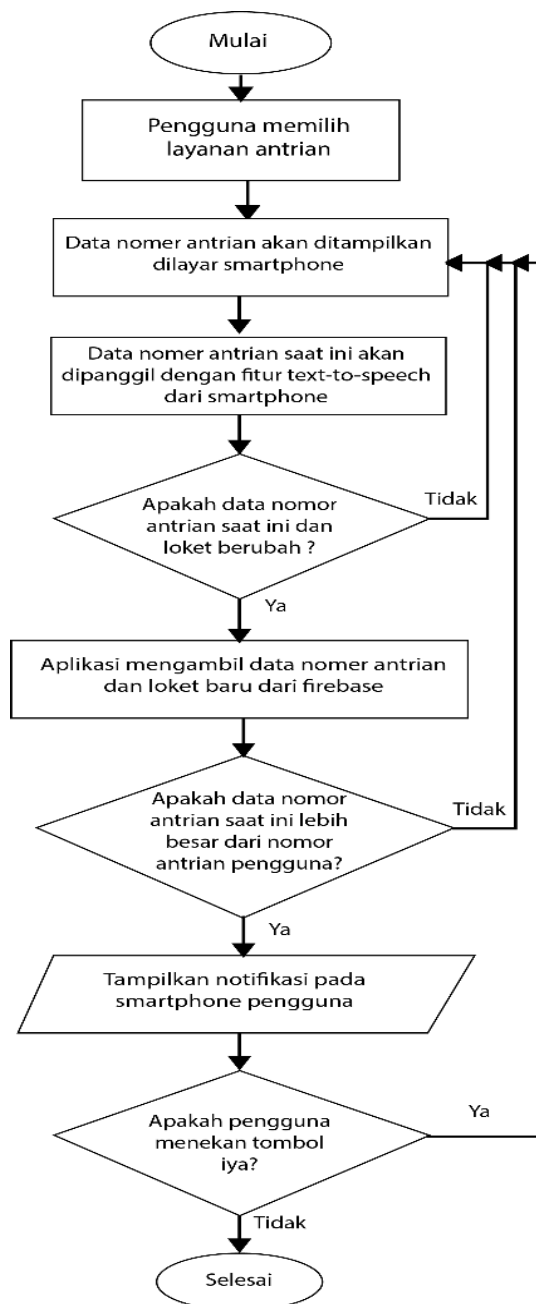 Mulai
Pengguna memilih
layanan antrian
Data nomer antrian akan ditampilkan
dilayar smartphone
Data nomer antrian saat ini akan
dipanggil dengan fitur text-to-speech
dari smartphone
Apakah data nomor
antrian saat ini dan
loket berubah ?
Tidak
Ya
Aplikasi mengambil data nomer antrian
dan loket baru dari firebase
Apakah data nomor
antrian saat ini lebih
besar dari nomor
antrian pengguna?
Tidak
Ya
Tampilkan notifikasi pada
smartphone pengguna
Apakah pengguna
menekan tombol
iya?
Ya
Tidak
Selesai